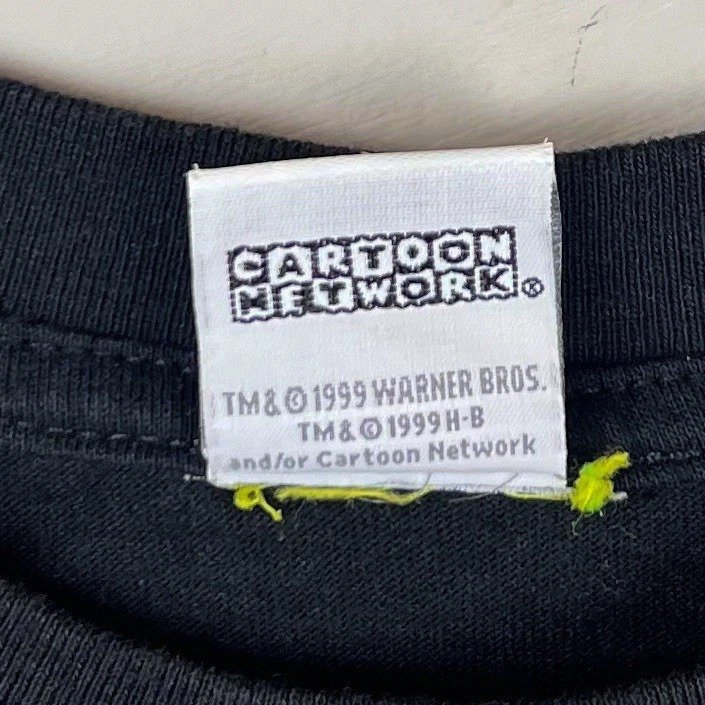 CARTOON
NETWORK®
TM & © 1999 WARNER BROS.
TM & © 1999 H-B
and/or Cartoon Network